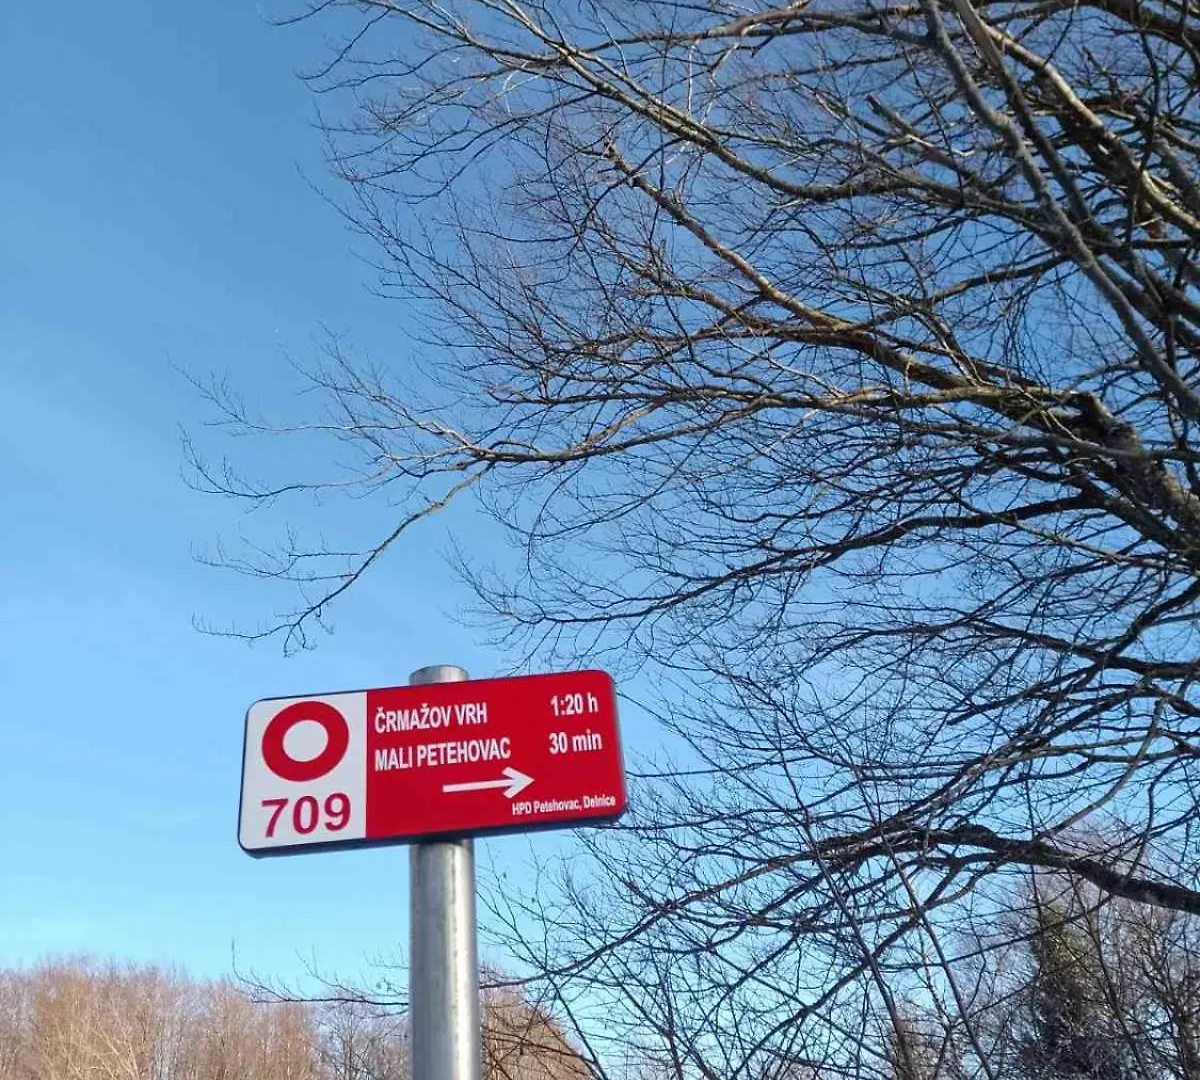 ČRMAŽOV VRH 1:20 h
MALI PETEHOVAC 30 min
709
HPD Petehovac, Delnice